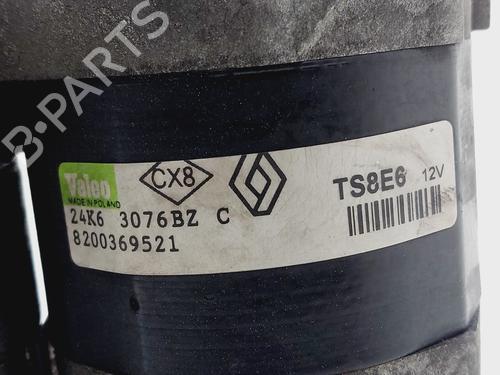 B-PARTS
Valeo
MADE IN POLAND
CX8
TS8E6 12V
24K6 3076BZ C
8200369521